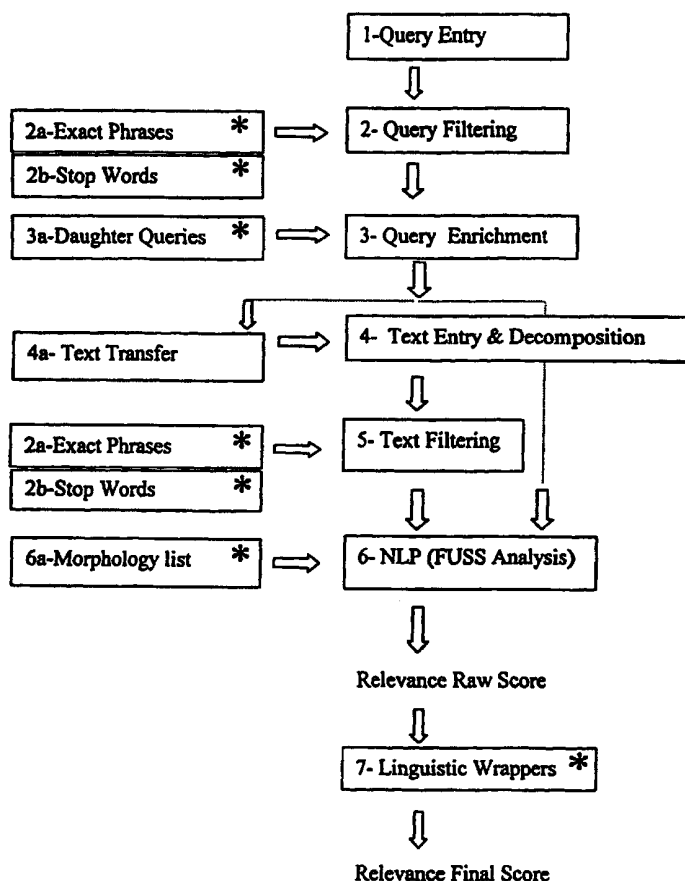 1-Query Entry
2a-Exact Phrases *
2- Query Filtering
2b-Stop Words *
3a-Daughter Queries *
3- Query Enrichment
4a- Text Transfer
4- Text Entry & Decomposition
2a-Exact Phrases *
5- Text Filtering
2b-Stop Words *
6a-Morphology list *
6- NLP (FUSS Analysis)
Relevance Raw Score
7- Linguistic Wrappers *
Relevance Final Score